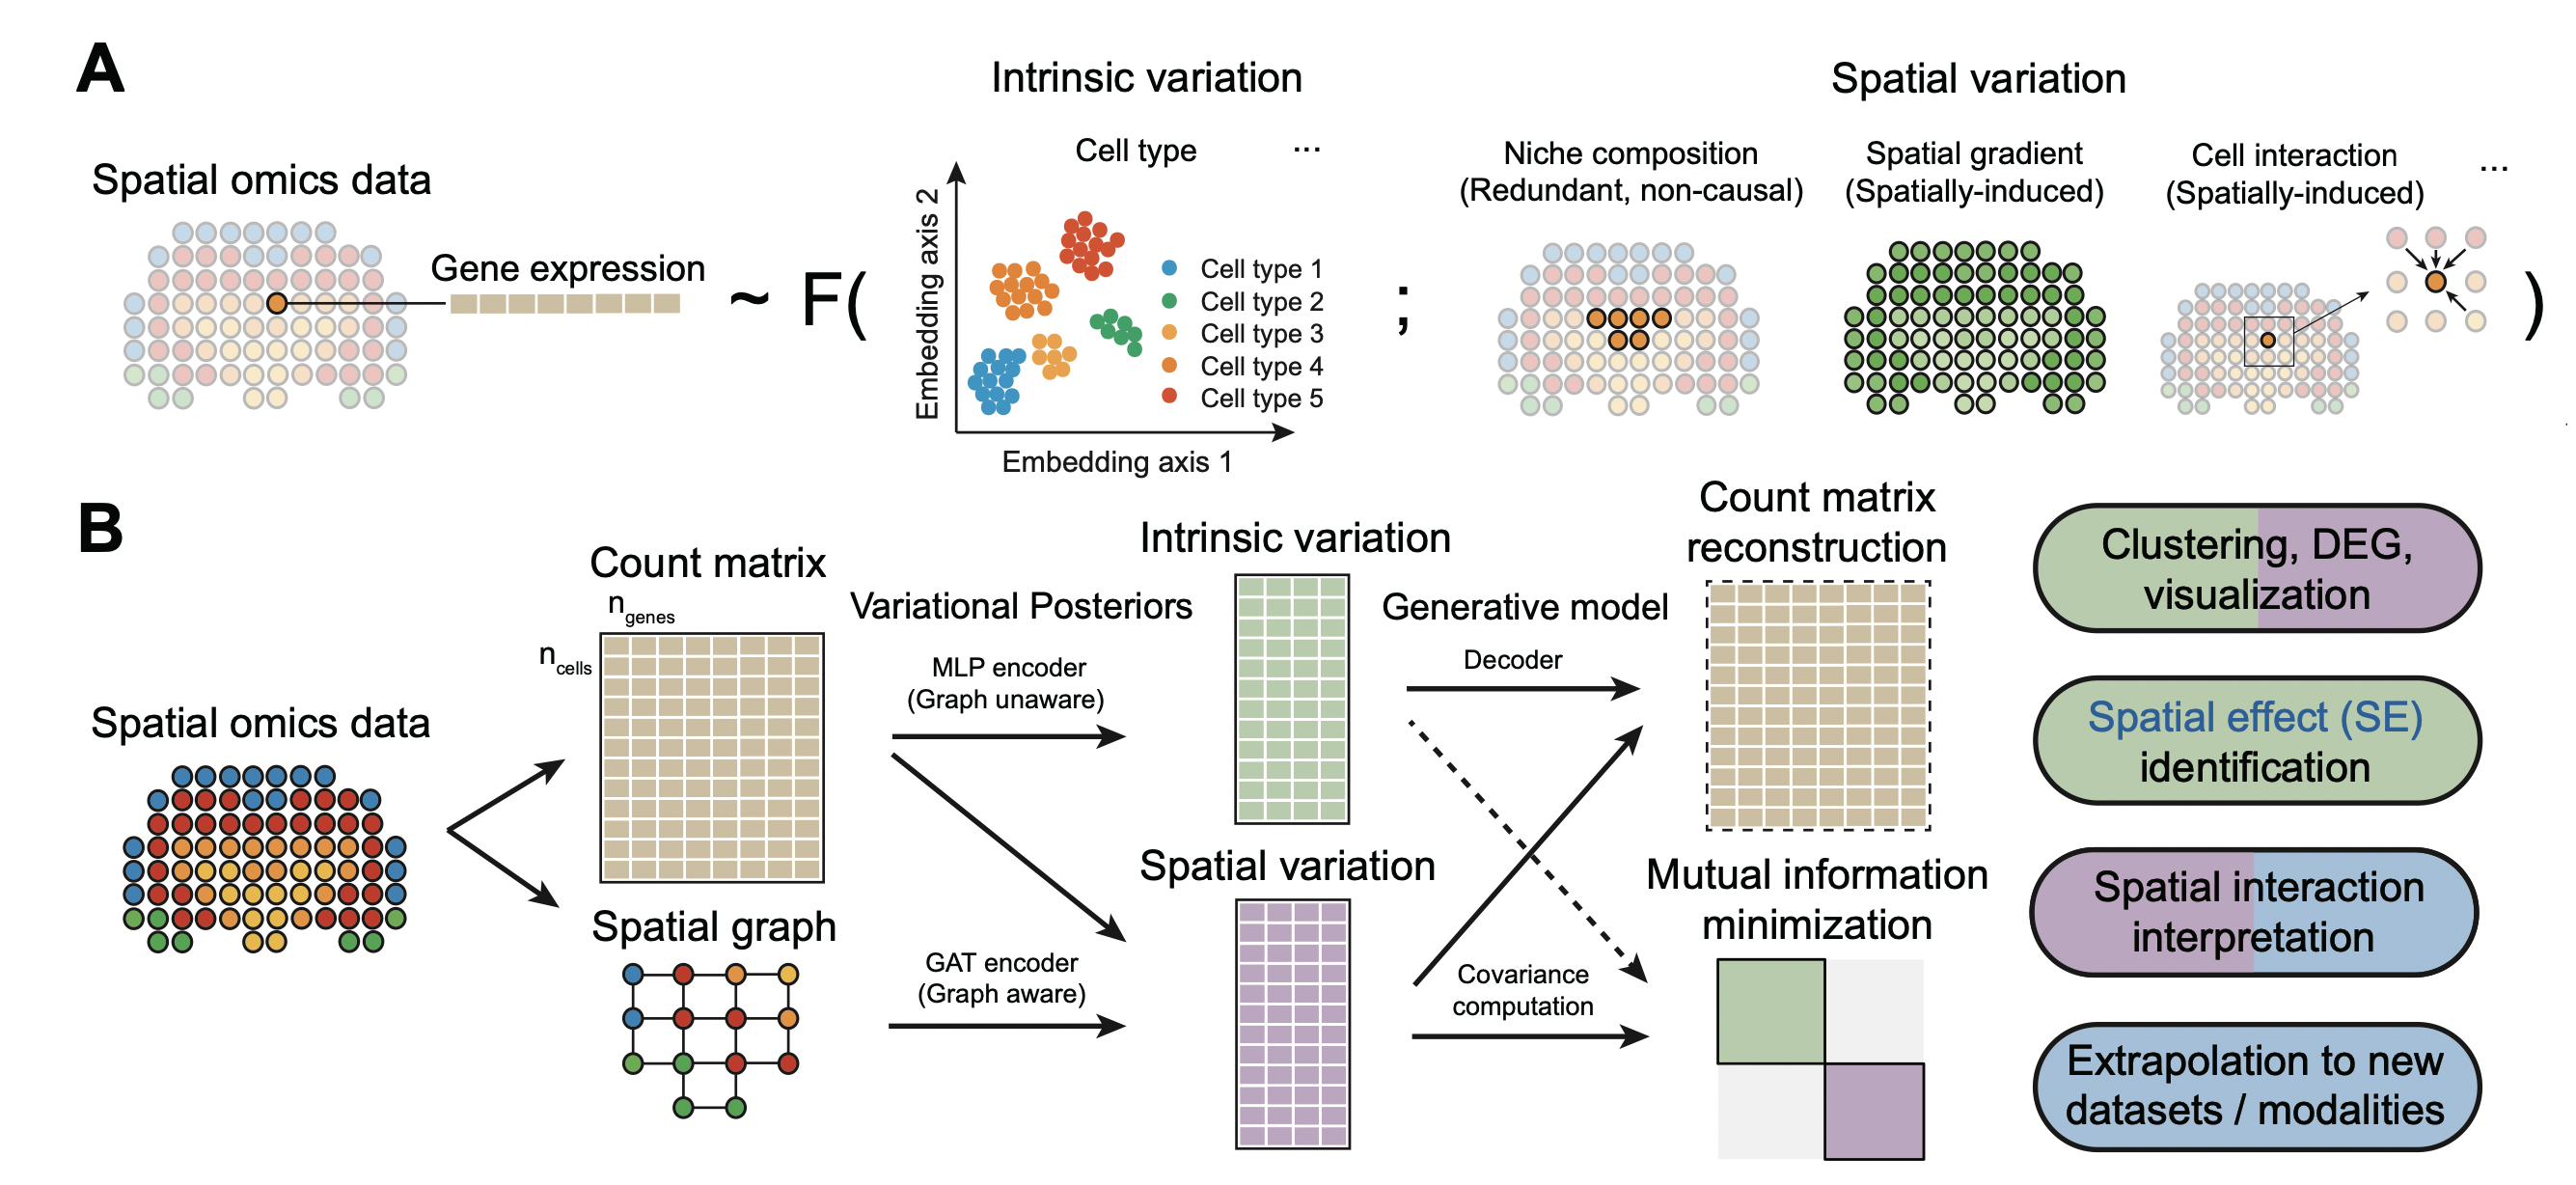 A
Intrinsic variation
Spatial variation
Spatial omics data
Gene expression
~ F(
Cell type
...
Embedding axis 2
Embedding axis 1
Cell type 1
Cell type 2
Cell type 3
Cell type 4
Cell type 5
;
Niche composition
(Redundant, non-causal)
Spatial gradient
(Spatially-induced)
Cell interaction
(Spatially-induced)
...
)
B
Spatial omics data
Count matrix
n genes
n cells
Spatial graph
Variational Posteriors
MLP encoder
(Graph unaware)
GAT encoder
(Graph aware)
Intrinsic variation
Spatial variation
Generative model
Decoder
Covariance
computation
Count matrix
reconstruction
Mutual information
minimization
Clustering, DEG,
visualization
Spatial effect (SE)
identification
Spatial interaction
interpretation
Extrapolation to new
datasets / modalities